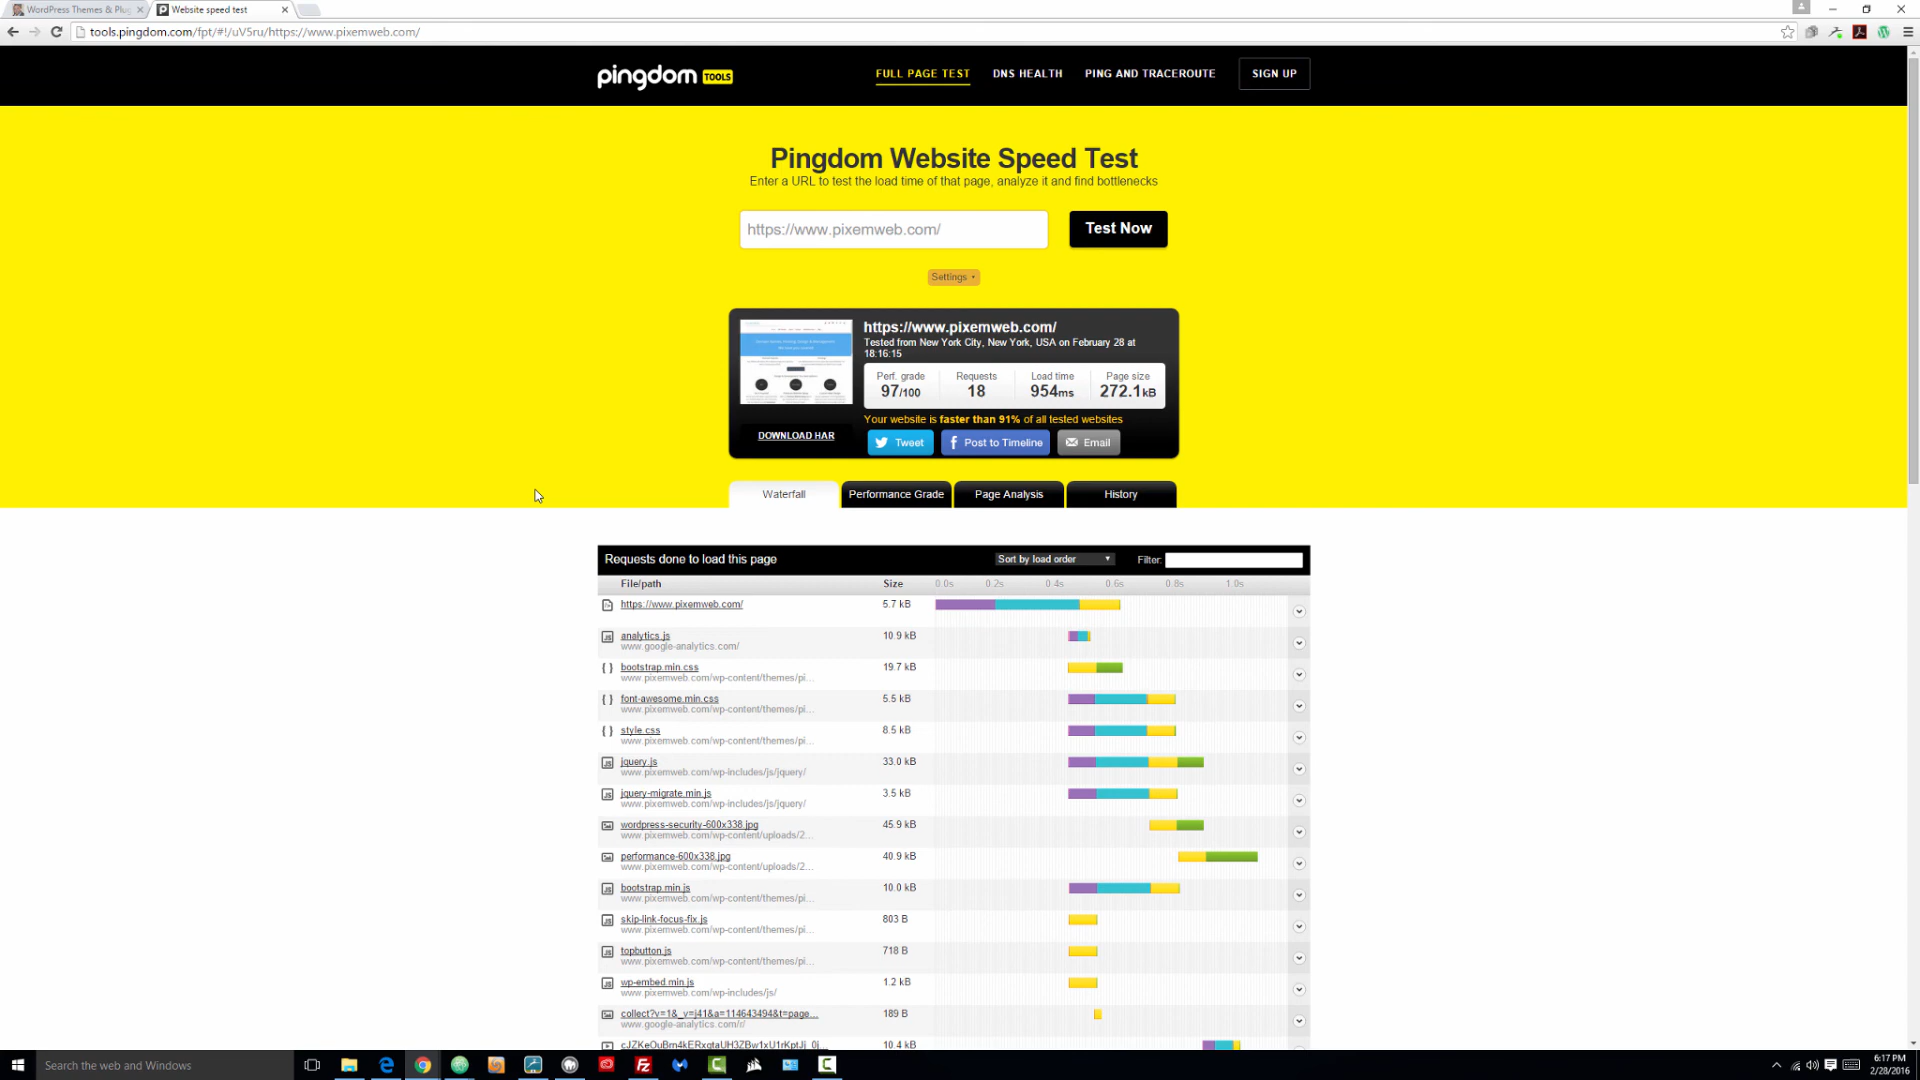 WordPress Themes & Plug
Website speed test
tools.pingdom.com/fpt/#!/uV5ru/https://www.pixemweb.com/
pingdom TOOLS
FULL PAGE TEST
DNS HEALTH
PING AND TRACEROUTE
SIGN UP
Pingdom Website Speed Test
Enter a URL to test the load time of that page, analyze it and find bottlenecks
https://www.pixemweb.com/
Test Now
Settings
https://www.pixemweb.com/
Tested from New York City, New York, USA on February 28 at
18:16:15
Perf. grade Requests Load time Page size
97/100 18 954ms 272.1kB
Your website is faster than 91% of all tested websites
DOWNLOAD HAR
Tweet
Post to Timeline
Email
Waterfall
Performance Grade
Page Analysis
History
Requests done to load this page
Sort by load order
Filter:
File/path Size 0.0s 0.2s 0.4s 0.6s 0.8s 1.0s
https://www.pixemweb.com/ 5.7 kB
analytics.js 10.9 kB
www.google-analytics.com/
bootstrap.min.css 19.7 kB
www.pixemweb.com/wp-content/themes/pi...
font-awesome.min.css 5.5 kB
www.pixemweb.com/wp-content/themes/pi...
style.css 8.5 kB
www.pixemweb.com/wp-content/themes/pi...
jquery.js 33.0 kB
www.pixemweb.com/wp-includes/js/jquery/
jquery-migrate.min.js 3.5 kB
www.pixemweb.com/wp-includes/js/jquery/
wordpress-security-600x338.jpg 45.9 kB
www.pixemweb.com/wp-content/uploads/2...
performance-600x338.jpg 40.9 kB
www.pixemweb.com/wp-content/uploads/2...
bootstrap.min.js 10.0 kB
www.pixemweb.com/wp-content/themes/pi...
skip-link-focus-fix.js 803 B
www.pixemweb.com/wp-content/themes/pi...
topbutton.js 718 B
www.pixemweb.com/wp-content/themes/pi...
wp-embed.min.js 1.2 kB
www.pixemweb.com/wp-includes/js/
collect?v=1&_v=j41&a=114643494&t=page... 189 B
www.google-analytics.com/r/
10.4 kB
Search the web and Windows
6:17 PM
2/28/2016